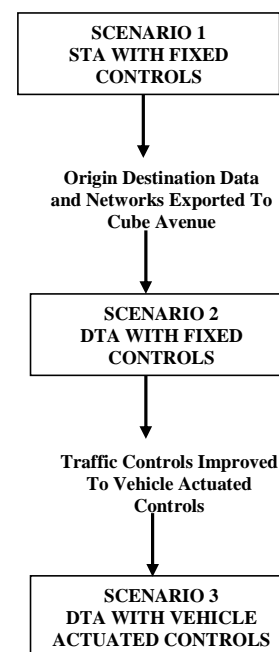 SCENARIO 1
STA WITH FIXED
CONTROLS
Origin Destination Data
and Networks Exported To
Cube Avenue
SCENARIO 2
DTA WITH FIXED
CONTROLS
Traffic Controls Improved
To Vehicle Actuated
Controls
SCENARIO 3
DTA WITH VEHICLE
ACTUATED CONTROLS